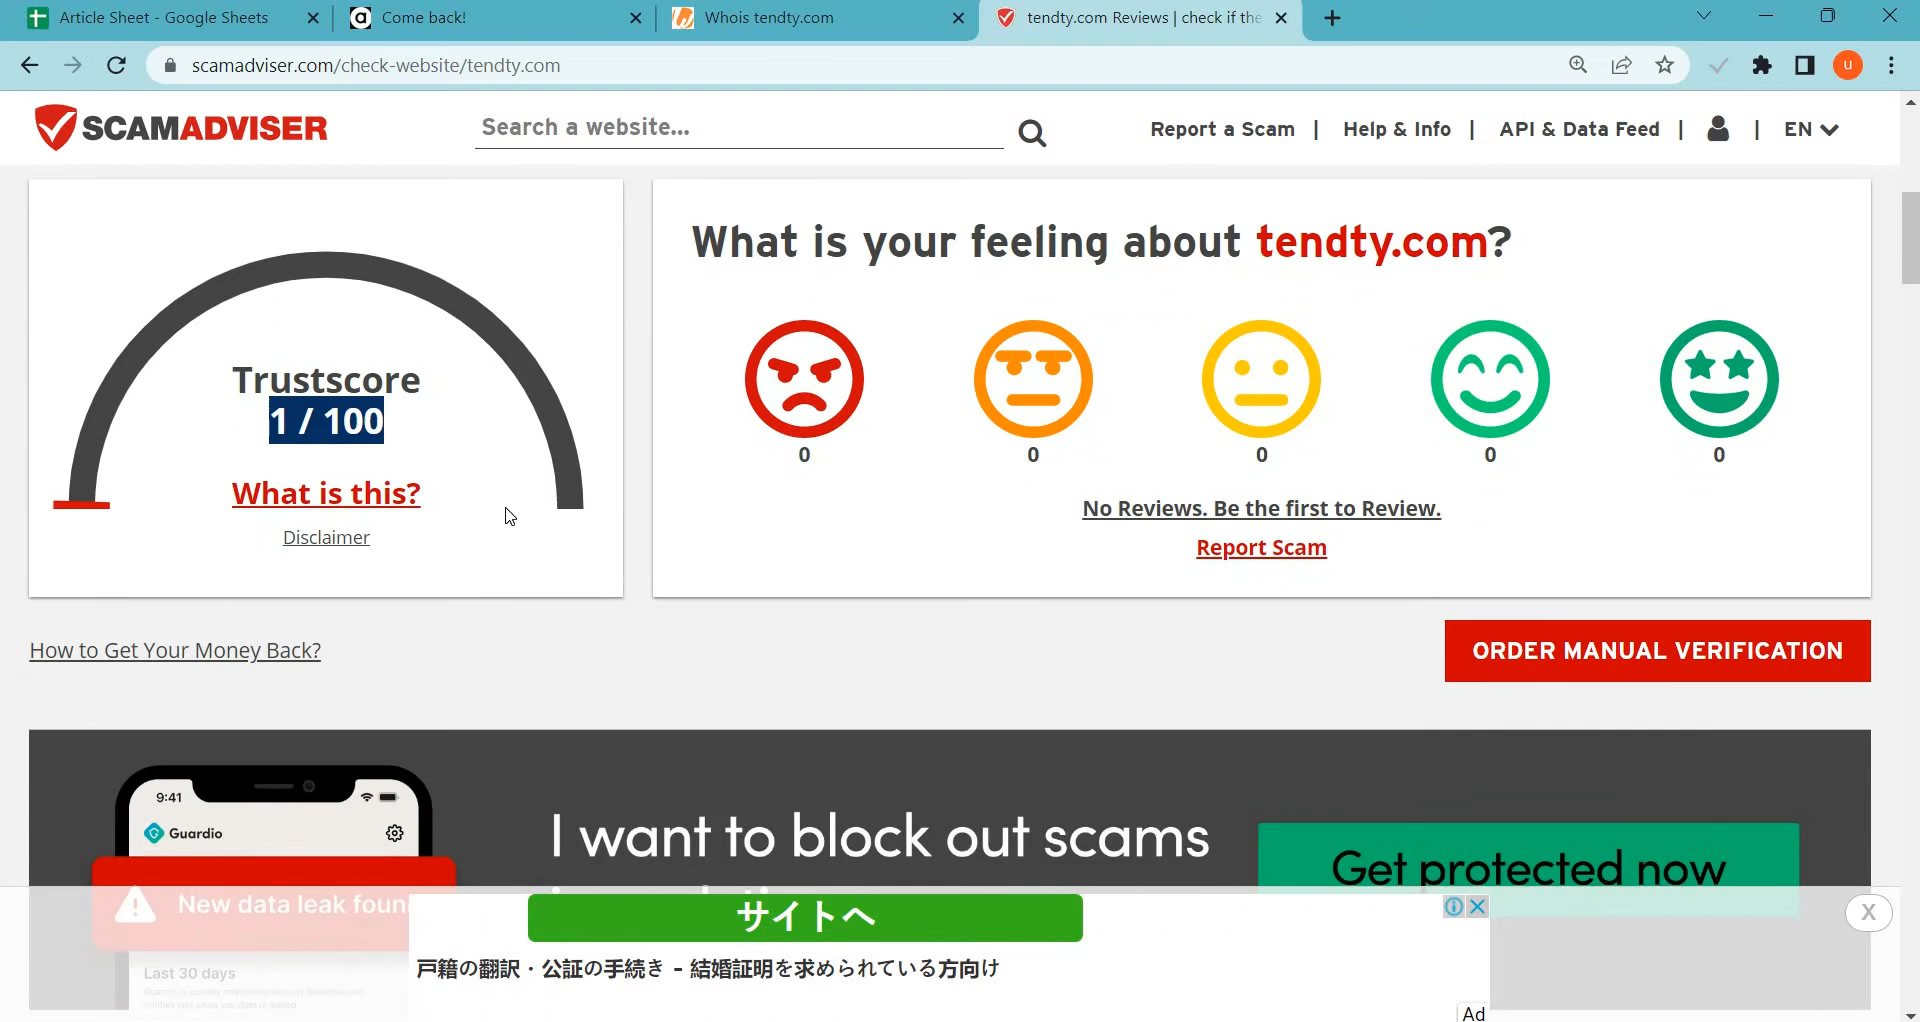 Article Sheet - Google Sheets
Come back!
Whois tendty.com
tendty.com Reviews | check if the
scamadviser.com/check-website/tendty.com
u
SCAMADVISER
Search a website...
Report a Scam | Help & Info | API & Data Feed | | EN
Trustscore
1 / 100
What is this?
Disclaimer
What is your feeling about tendty.com?
0 0 0 0 0
No Reviews. Be the first to Review.
Report Scam
How to Get Your Money Back?
ORDER MANUAL VERIFICATION
9:41
Guardio
New data leak foun
Last 30 days
I want to block out scams
Get protected now
サイトへ
戸籍の翻訳・公証の手続き - 結婚証明を求められている方向け
X
Ad